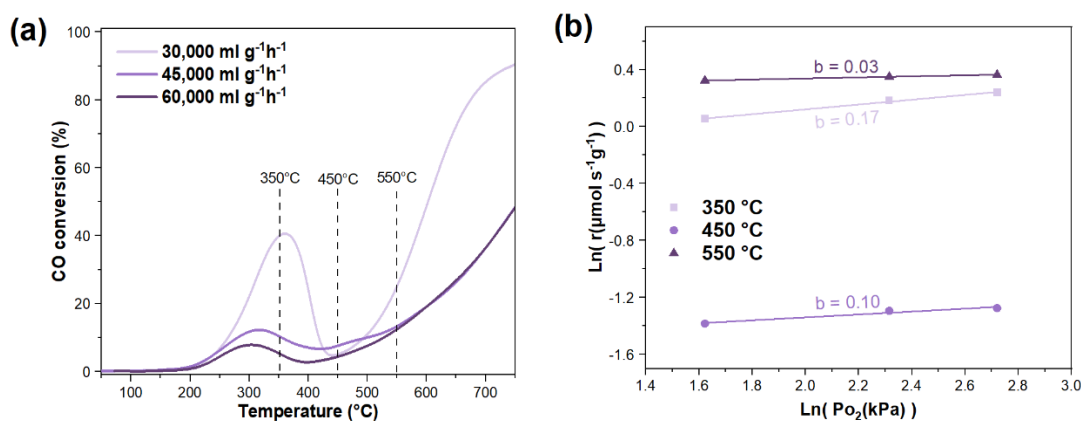 (a)
100
80
60
40
20
0
CO conversion (%)
30,000 ml g⁻¹h⁻¹
45,000 ml g⁻¹h⁻¹
60,000 ml g⁻¹h⁻¹
350°C
450°C
550°C
100 200 300 400 500 600 700
Temperature (°C)
(b)
0.4
0.0
-0.4
-0.8
-1.2
-1.6
Ln( r(μmol s⁻¹g⁻¹) )
b = 0.03
b = 0.17
350 °C
450 °C
550 °C
b = 0.10
1.4 1.6 1.8 2.0 2.2 2.4 2.6 2.8 3.0
Ln( Po₂(kPa) )